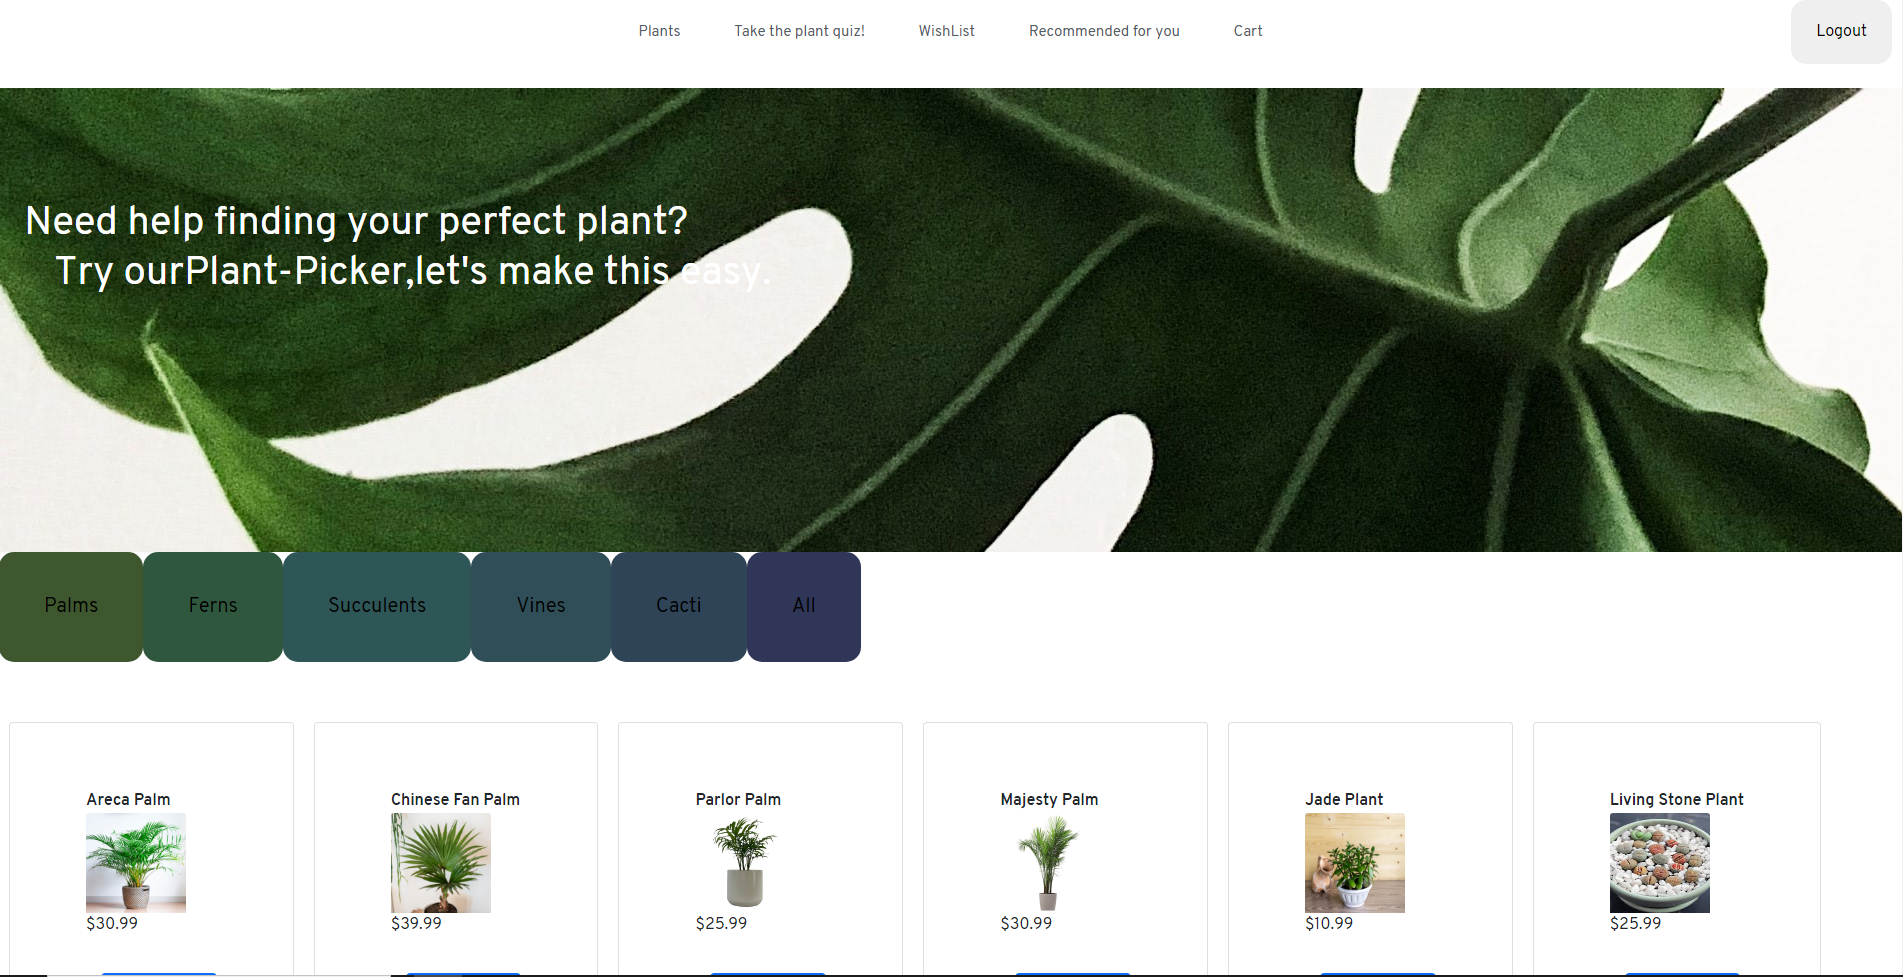 Plants Take the plant quiz! WishList Recommended for you Cart Logout
Need help finding your perfect plant?
Try ourPlant-Picker,let's make this easy.
Palms Ferns Succulents Vines Cacti All
Areca Palm Chinese Fan Palm Parlor Palm Majesty Palm Jade Plant Living Stone Plant
$30.99 $39.99 $25.99 $30.99 $10.99 $25.99